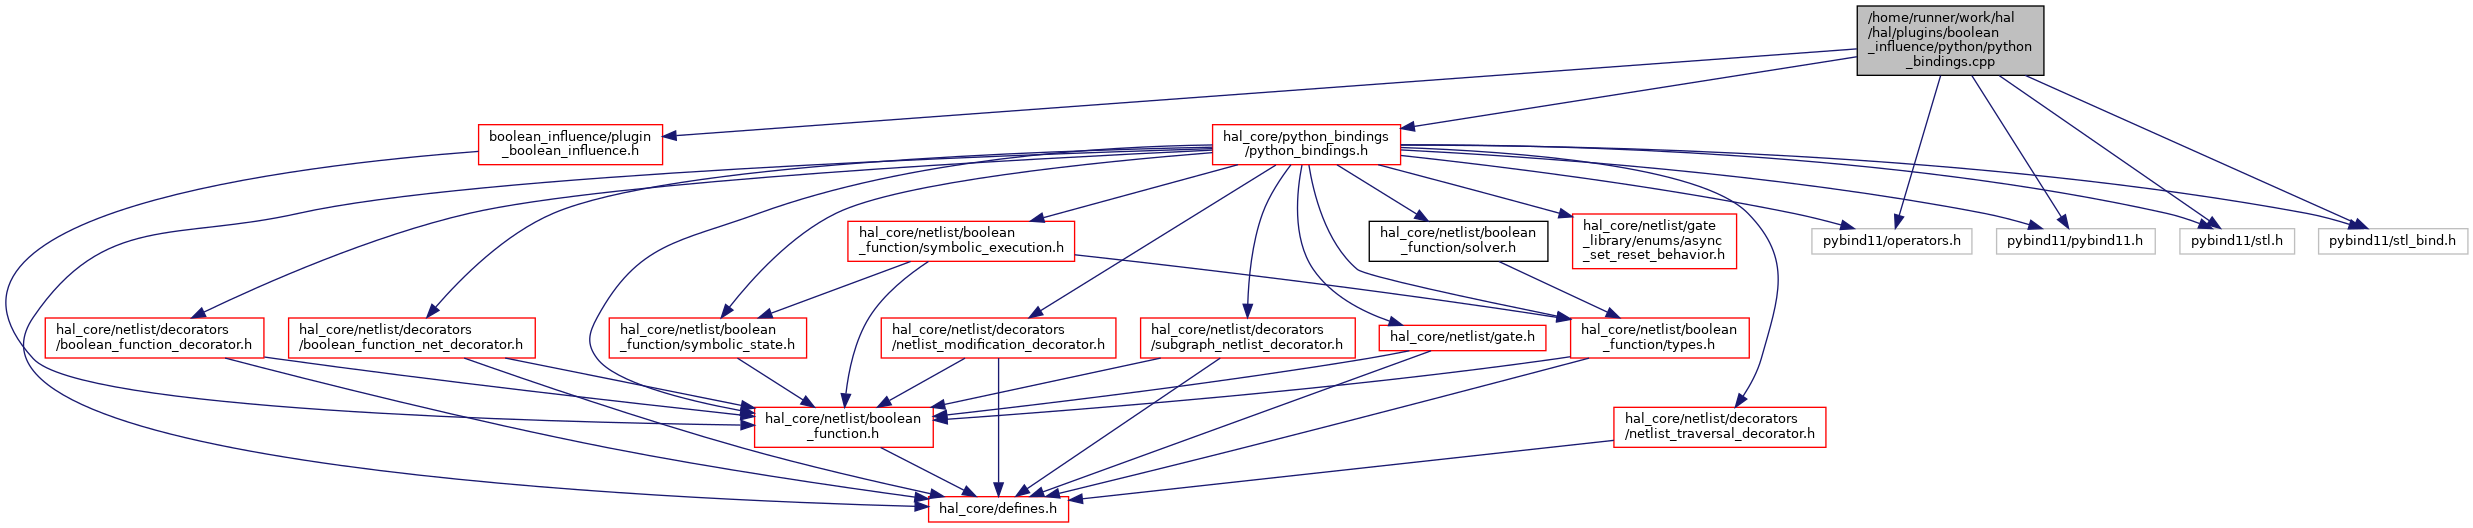 /home/runner/work/hal
/hal/plugins/boolean
_influence/python/python
_bindings.cpp
boolean_influence/plugin
_boolean_influence.h
hal_core/python_bindings
/python_bindings.h
hal_core/netlist/boolean
_function/symbolic_execution.h
hal_core/netlist/boolean
_function/solver.h
hal_core/netlist/gate
_library/enums/async
_set_reset_behavior.h
pybind11/operators.h
pybind11/pybind11.h
pybind11/stl.h
pybind11/stl_bind.h
hal_core/netlist/decorators
/boolean_function_decorator.h
hal_core/netlist/decorators
/boolean_function_net_decorator.h
hal_core/netlist/boolean
_function/symbolic_state.h
hal_core/netlist/decorators
/netlist_modification_decorator.h
hal_core/netlist/decorators
/subgraph_netlist_decorator.h
hal_core/netlist/gate.h
hal_core/netlist/boolean
_function/types.h
hal_core/netlist/boolean
_function.h
hal_core/netlist/decorators
/netlist_traversal_decorator.h
hal_core/defines.h